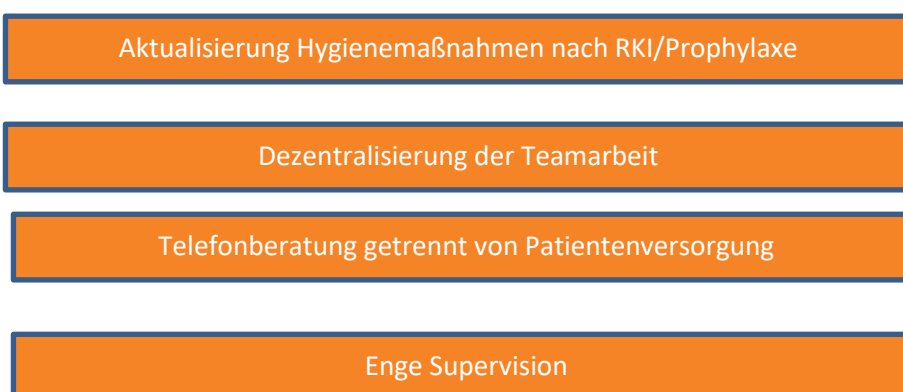 Aktualisierung Hygienemaßnahmen nach RKI/Prophylaxe
Dezentralisierung der Teamarbeit
Telefonberatung getrennt von Patientenversorgung
Enge Supervision